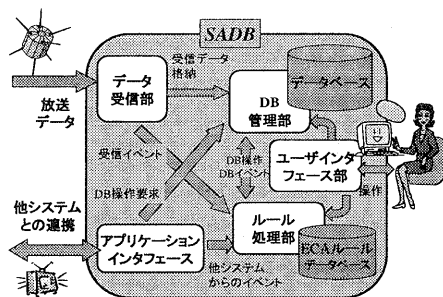 SADB
データ
受信部
受信データ
格納
データベース
DB
管理部
放送
データ
受信イベント
DB操作
DBイベント
ユーザインタ
フェース部
DB操作要求
操作
他システム
との連携
アプリケーション
インタフェース
ルール
処理部
ECAルール
データベース
他システム
からのイベント